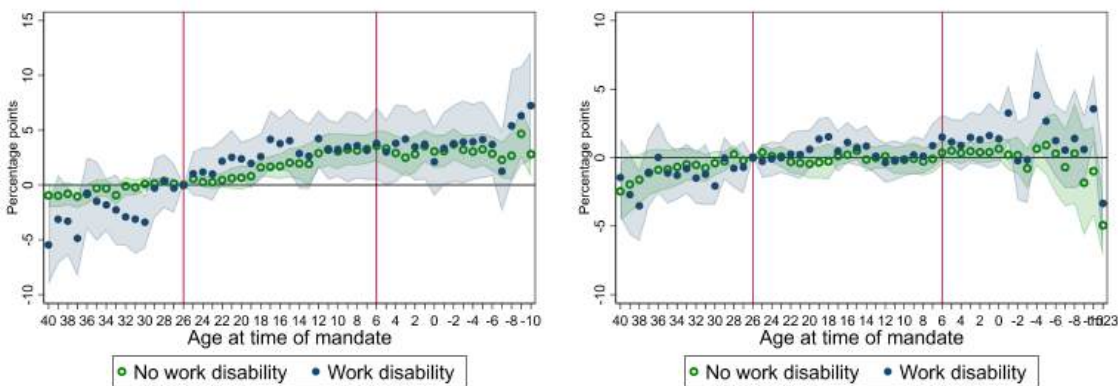 15
10
5
0
-5
-10
Percentage points
40 38 36 34 32 30 28 26 24 22 20 18 16 14 12 10 8 6 4 2 0 -2 -4 -6 -8 -10
Age at time of mandate
No work disability Work disability
10
5
0
-5
-10
Percentage points
40 38 36 34 32 30 28 26 24 22 20 18 16 14 12 10 8 6 4 2 0 -2 -4 -6 -8
Age at time of mandate
No work disability Work disability